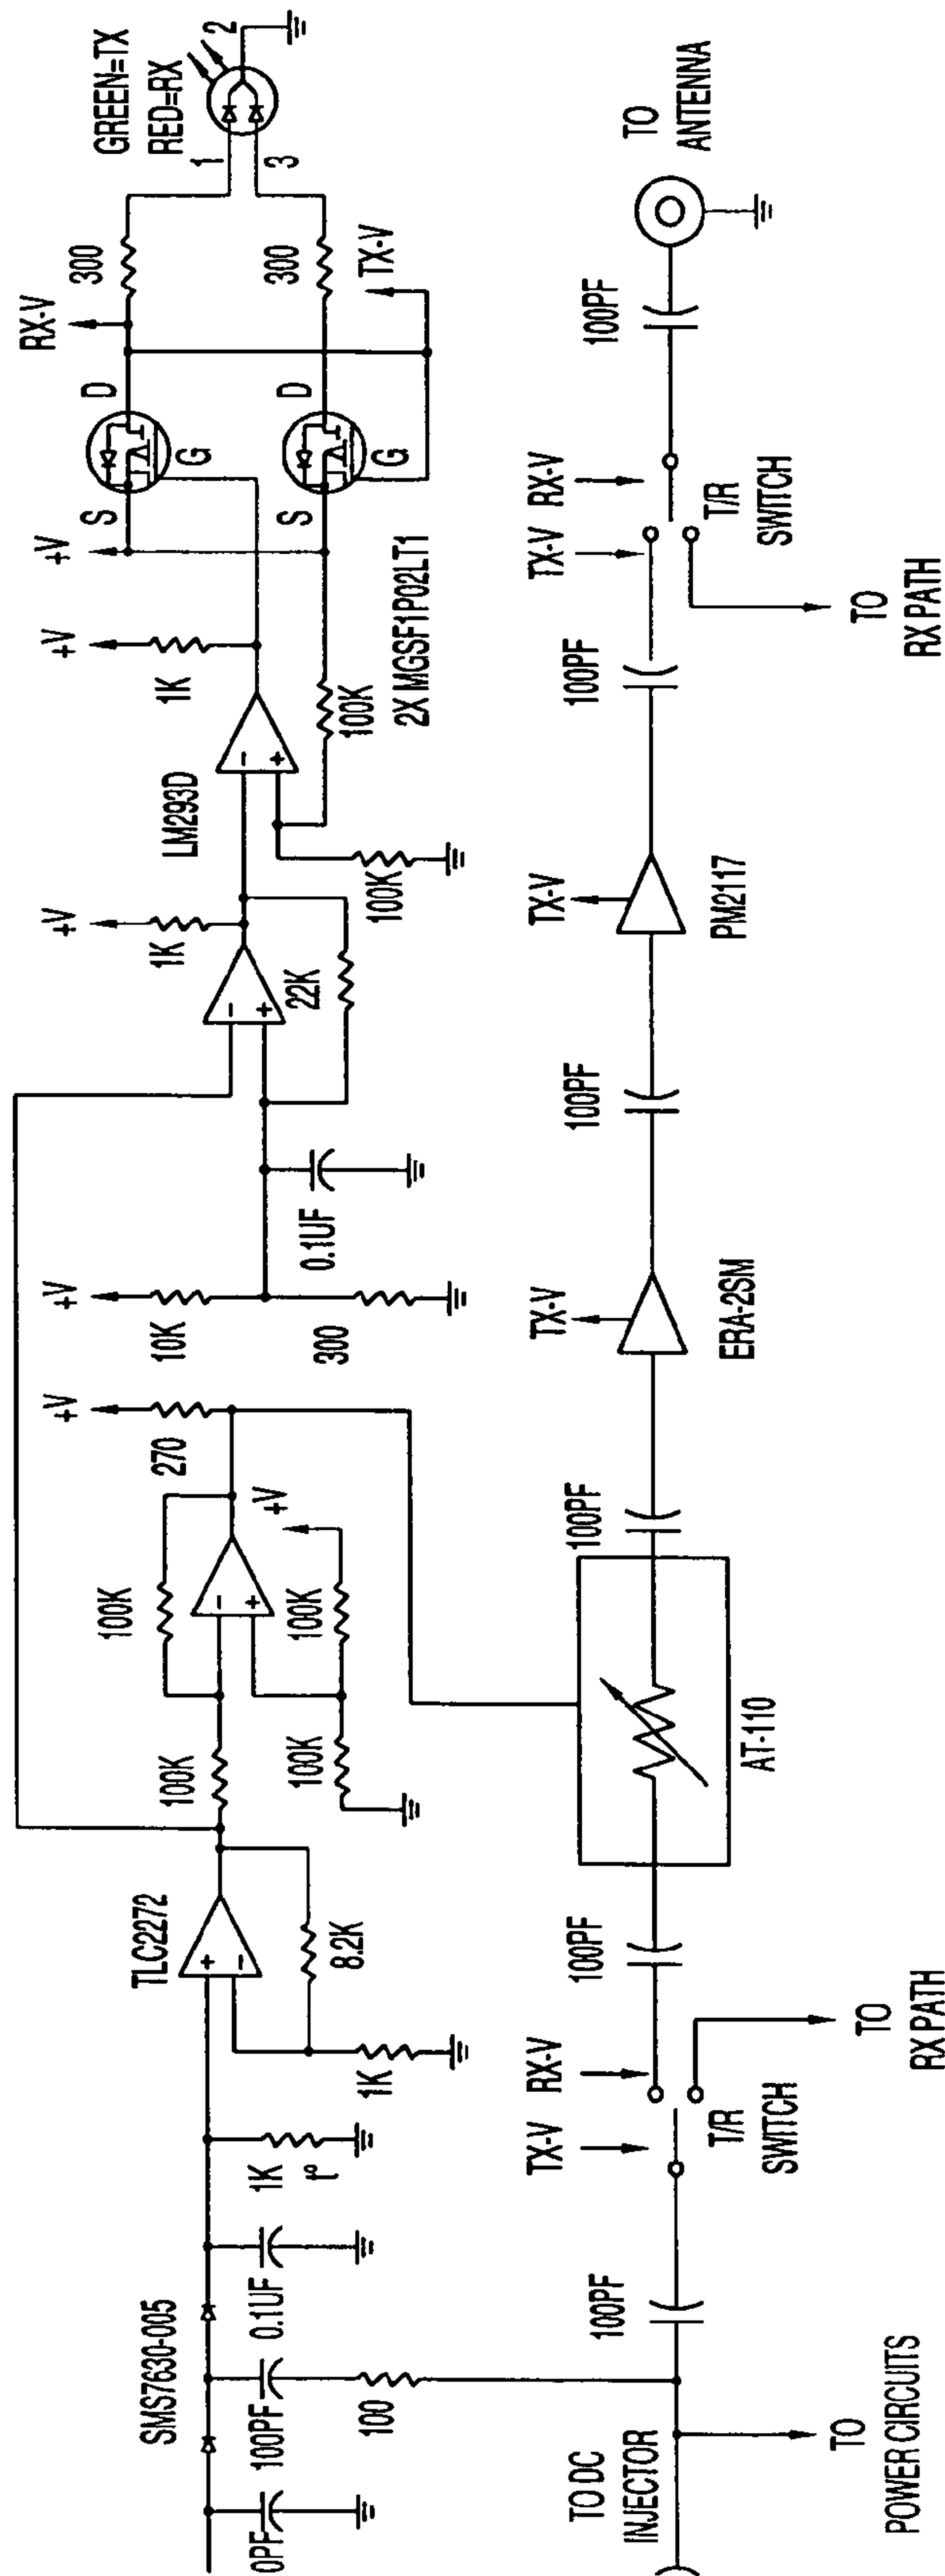 SMS7630-005
0PF
100PF
100
0.1UF
1K
t°
TLC2272
+
−
1K
8.2K
100K
100K
−
+
100K
100K
+V
270
+V
+V
10K
300
0.1UF
−
+
22K
1K
+V
LM293D
−
+
100K
100K
1K
+V
+V
2X MGSF1P02LT1
S
G
D
S
G
D
RX-V
TX-V
300
300
GREEN=TX
RED=RX
1
2
3
TO DC
INJECTOR
TO
POWER CIRCUITS
100PF
TX-V
RX-V
T/R
SWITCH
TO
RX PATH
100PF
AT-110
100PF
TX-V
ERA-2SM
100PF
TX-V
PM2117
100PF
TX-V
RX-V
T/R
SWITCH
TO
RX PATH
100PF
TO
ANTENNA